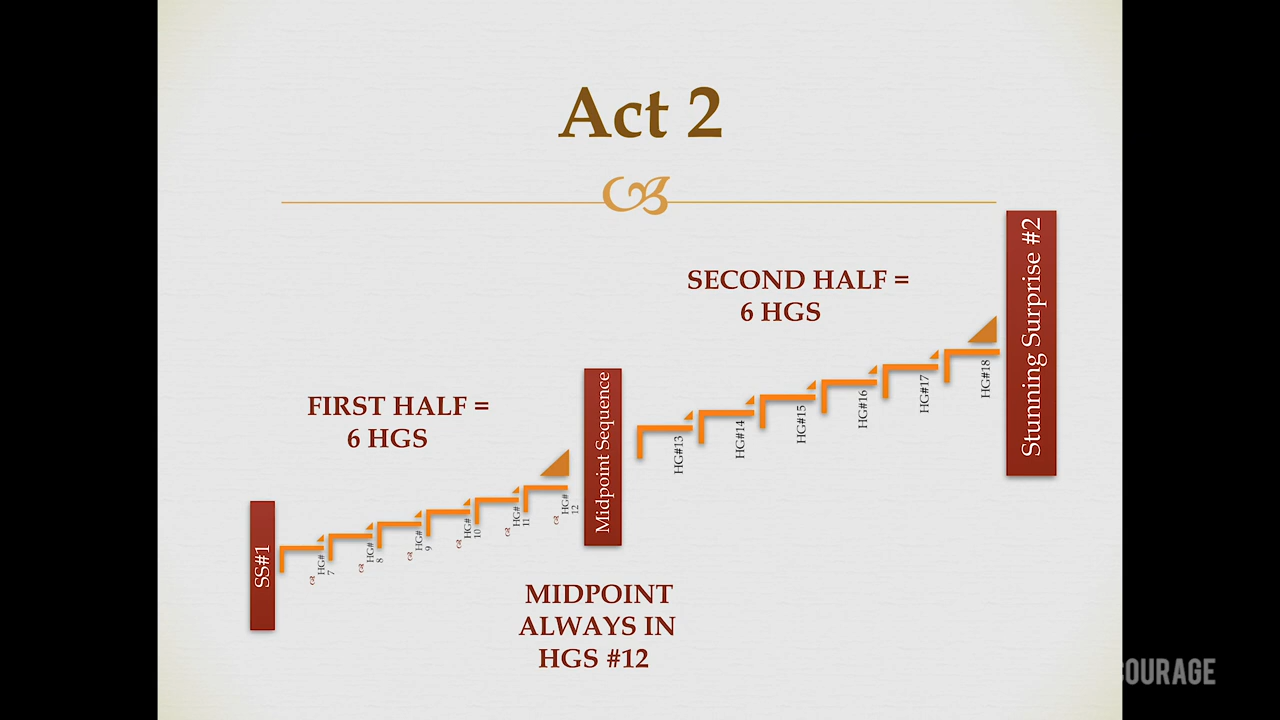 Act 2
SECOND HALF =
6 HGS
Stunning Surprise #2
FIRST HALF =
6 HGS
Midpoint Sequence
SS#1
HG#
7
HG#
8
HG#
9
HG#
10
HG#
11
HG#
12
HG#13
HG#14
HG#15
HG#16
HG#17
HG#18
MIDPOINT
ALWAYS IN
HGS #12
OURAGE